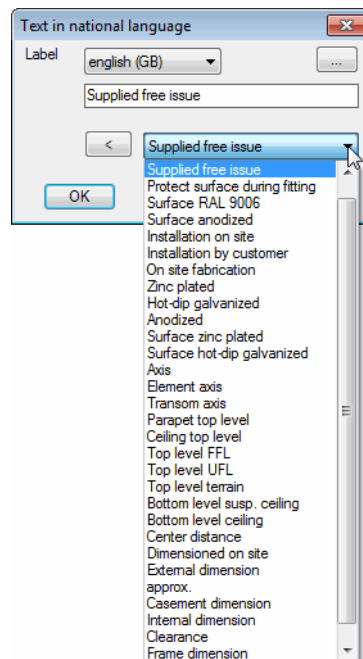 Text in national language
Label
english (GB)
...
Supplied free issue
<
Supplied free issue
OK
Supplied free issue
Protect surface during fitting
Surface RAL 9006
Surface anodized
Installation on site
Installation by customer
On site fabrication
Zinc plated
Hot-dip galvanized
Anodized
Surface zinc plated
Surface hot-dip galvanized
Axis
Element axis
Transom axis
Parapet top level
Ceiling top level
Top level FFL
Top level UFL
Top level terrain
Bottom level susp. ceiling
Bottom level ceiling
Center distance
Dimensioned on site
External dimension
approx.
Casement dimension
Internal dimension
Clearance
Frame dimension